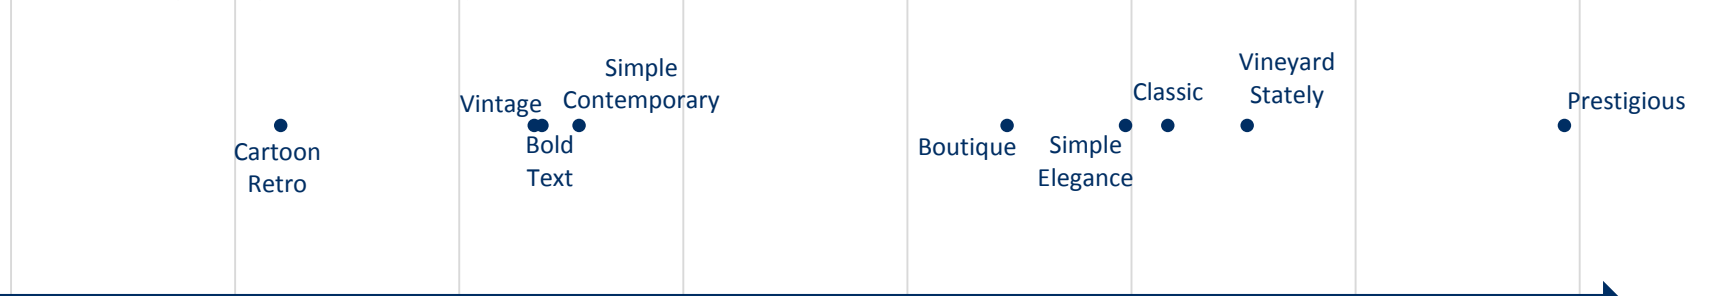 Cartoon
Retro
Vintage
Bold
Text
Simple
Contemporary
Boutique
Simple
Elegance
Classic
Vineyard
Stately
Prestigious